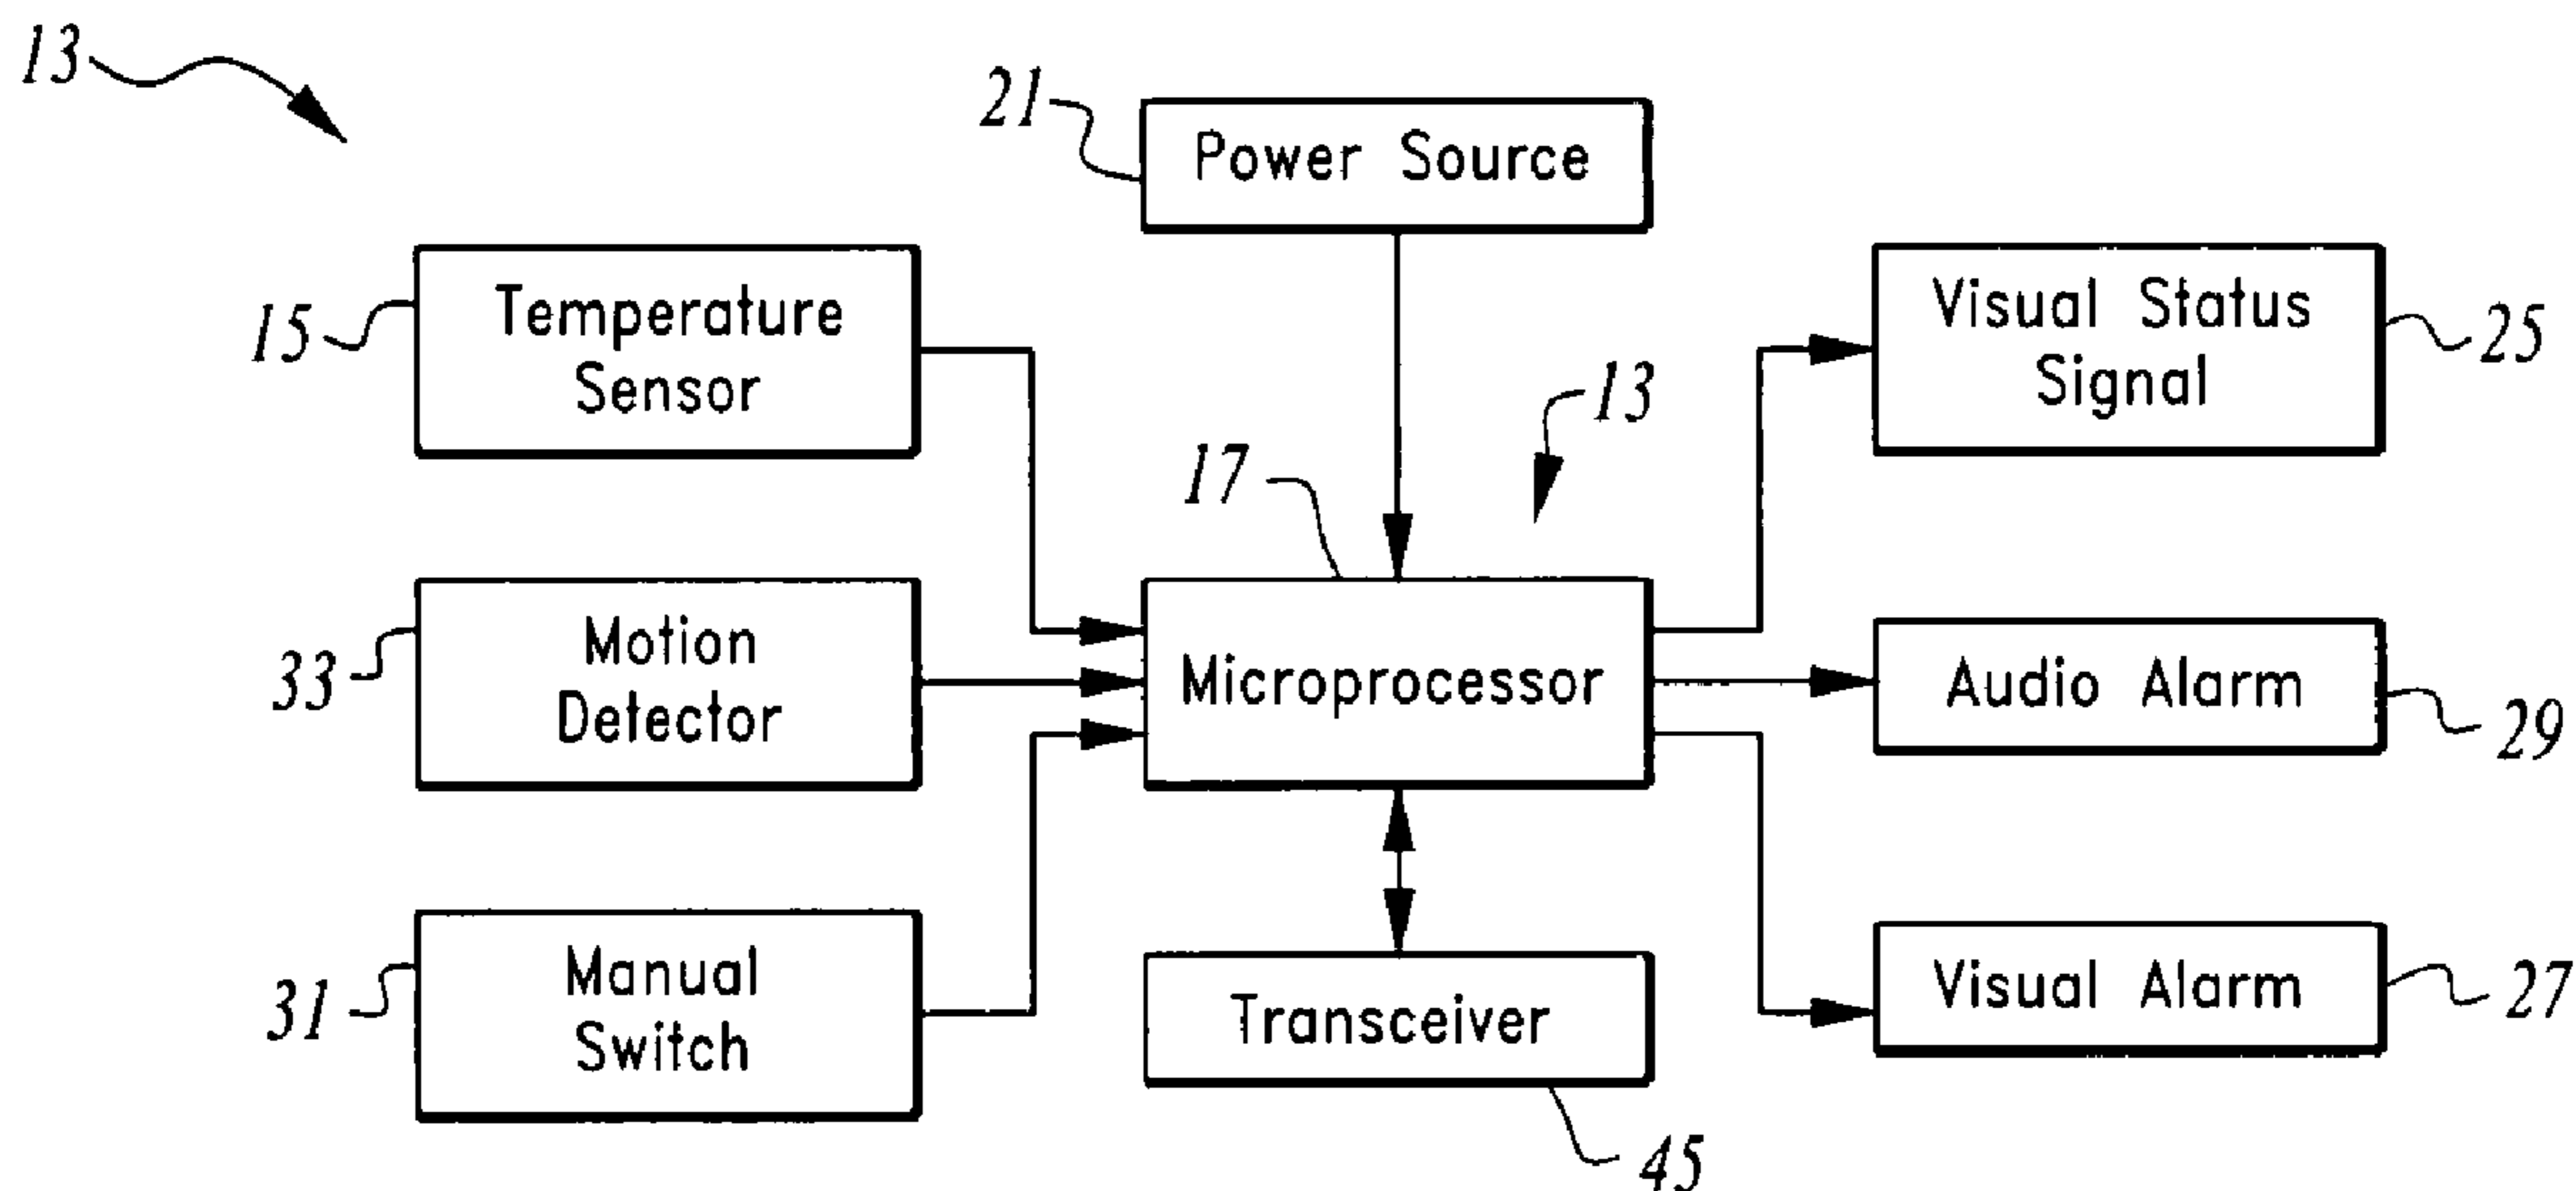 13
21
Power Source
15
Temperature
Sensor
Visual Status
Signal
25
13
17
33
Motion
Detector
Microprocessor
Audio Alarm
29
31
Manual
Switch
Transceiver
45
Visual Alarm
27